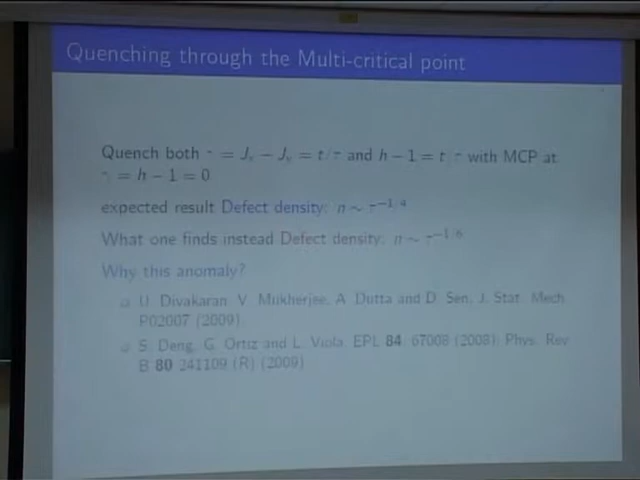 Quenching through the Multi-critical point
Quench both γ = Jₓ − Jᵧ = t/τ and h − 1 = t/τ with MCP at
γ = h − 1 = 0
expected result Defect density: n ∼ τ^−1/4
What one finds instead Defect density: n ∼ τ^−1/6
Why this anomaly?
U. Divakaran, V. Mukherjee, A. Dutta and D. Sen, J. Stat. Mech.
P02007 (2009)
S. Deng, G. Ortiz and L. Viola, EPL 84, 67008 (2008); Phys. Rev.
B 80 241109 (R) (2009)